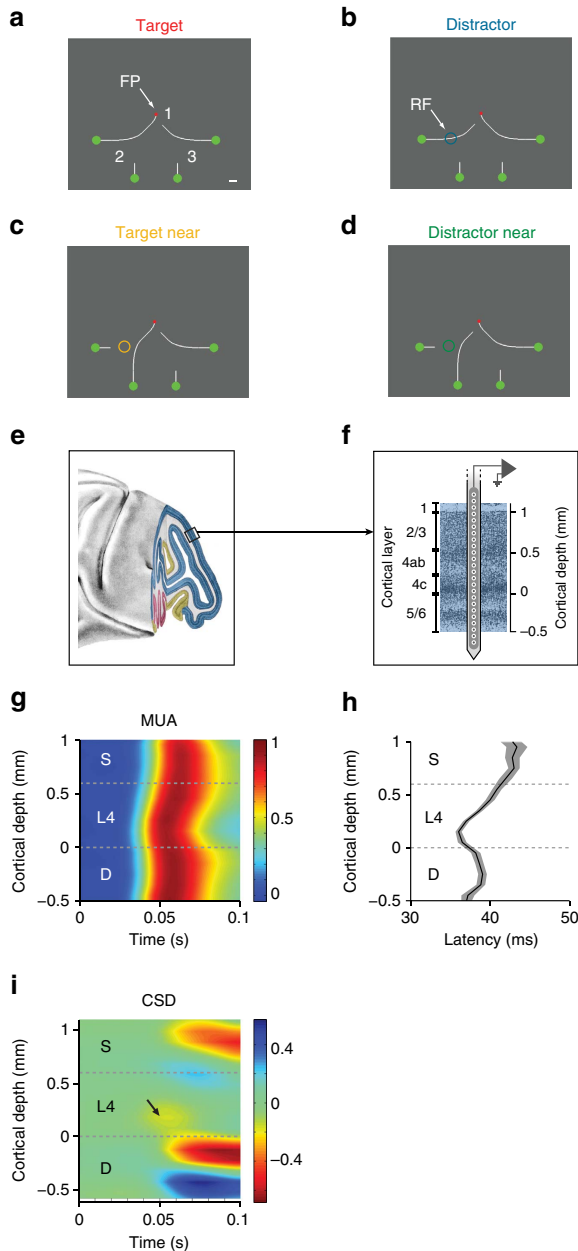 a
Target
FP
1
2
3
b
Distractor
RF
c
Target near
d
Distractor near
e
f
Cortical layer
1
2/3
4ab
4c
5/6
Cortical depth (mm)
1
0.5
0
−0.5
g
MUA
Cortical depth (mm)
1
0.5
0
−0.5
S
L4
D
0
0.05
0.1
Time (s)
1
0.5
0
h
Cortical depth (mm)
1
0.5
0
−0.5
S
L4
D
30
40
50
Latency (ms)
i
CSD
Cortical depth (mm)
1
0.5
0
−0.5
S
L4
D
0
0.05
0.1
Time (s)
0.4
0
−0.4